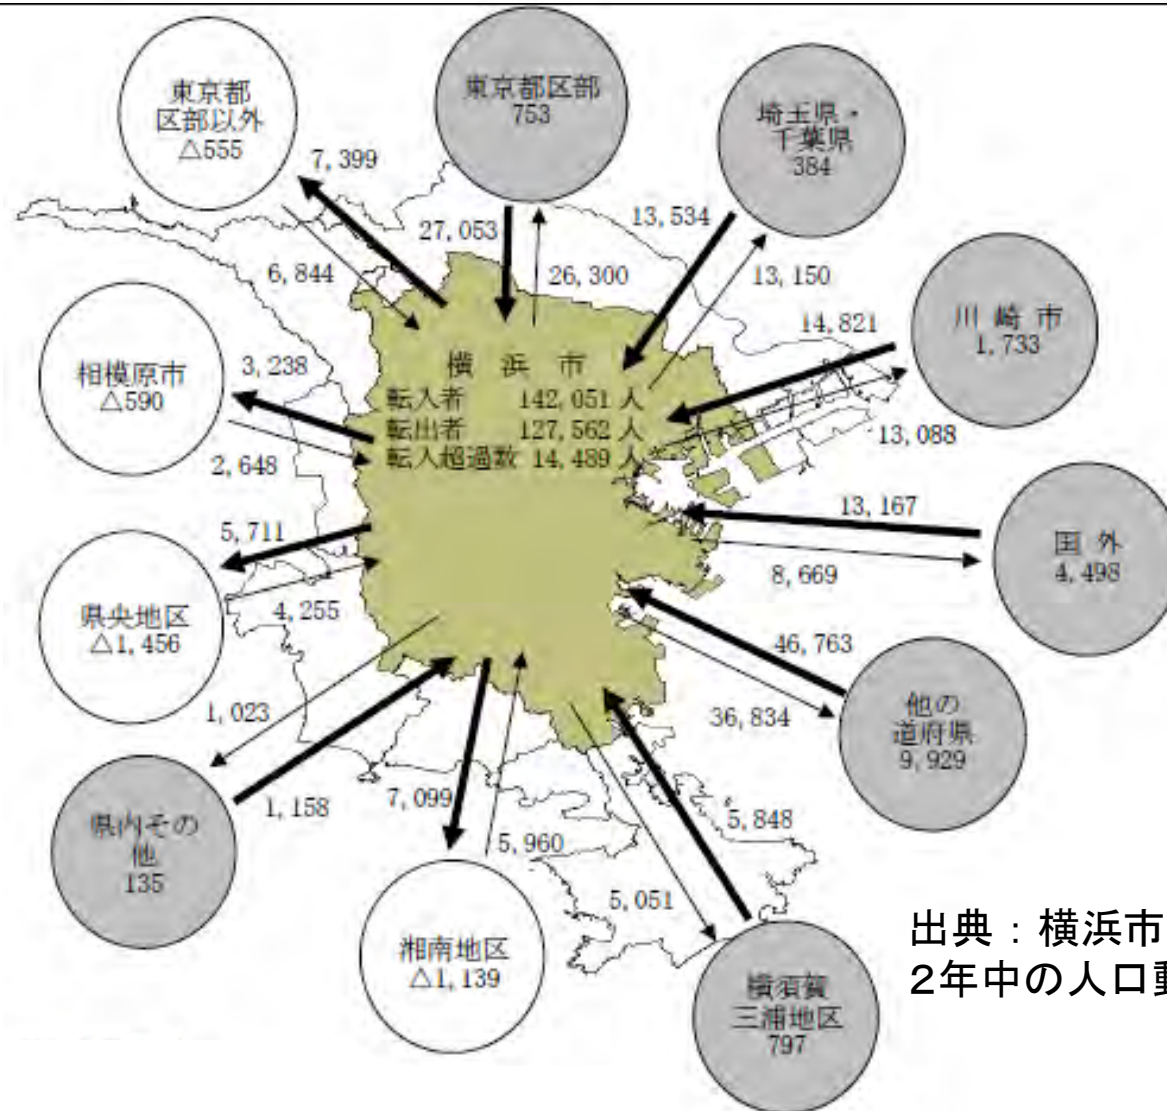 東京都
区部以外
△555
東京都区部
753
埼玉県・
千葉県
384
7,399
6,844
27,053
26,300
13,534
13,150
川崎市
1,733
14,821
13,088
相模原市
△590
3,238
2,648
横浜市
転入者 142,051 人
転出者 127,562 人
転入超過数 14,489 人
国外
4,498
13,167
8,669
県央地区
△1,456
5,711
4,255
他の
道府県
9,929
46,763
36,834
県内その
他
135
1,023
1,158
湘南地区
△1,139
7,099
5,960
横須賀
三浦地区
797
5,848
5,051
出典：横浜市
2年中の人口動